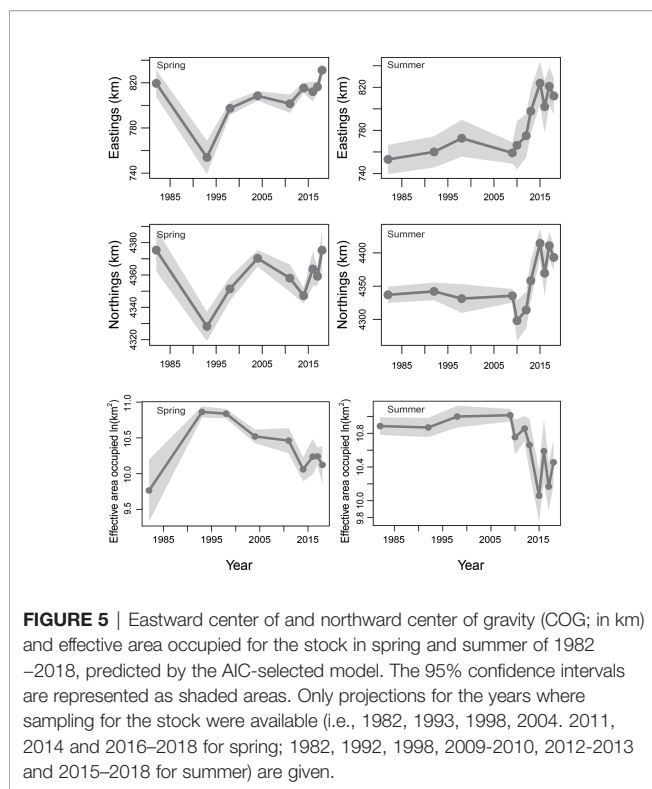 Spring
Eastings (km)
740 780 820
1985 1995 2005 2015
Summer
Eastings (km)
740 780 820
1985 1995 2005 2015
Spring
Northings (km)
4320 4340 4360 4380
1985 1995 2005 2015
Summer
Northings (km)
4300 4350 4400
1985 1995 2005 2015
Spring
Effective area occupied ln(km²)
9.5 10.0 10.5 11.0
1985 1995 2005 2015
Year
Summer
Effective area occupied ln(km²)
9.8 10.0 10.4 10.8
1985 1995 2005 2015
Year
FIGURE 5 | Eastward center of and northward center of gravity (COG; in km)
and effective area occupied for the stock in spring and summer of 1982
–2018, predicted by the AIC-selected model. The 95% confidence intervals
are represented as shaded areas. Only projections for the years where
sampling for the stock were available (i.e., 1982, 1993, 1998, 2004. 2011,
2014 and 2016–2018 for spring; 1982, 1992, 1998, 2009-2010, 2012-2013
and 2015–2018 for summer) are given.